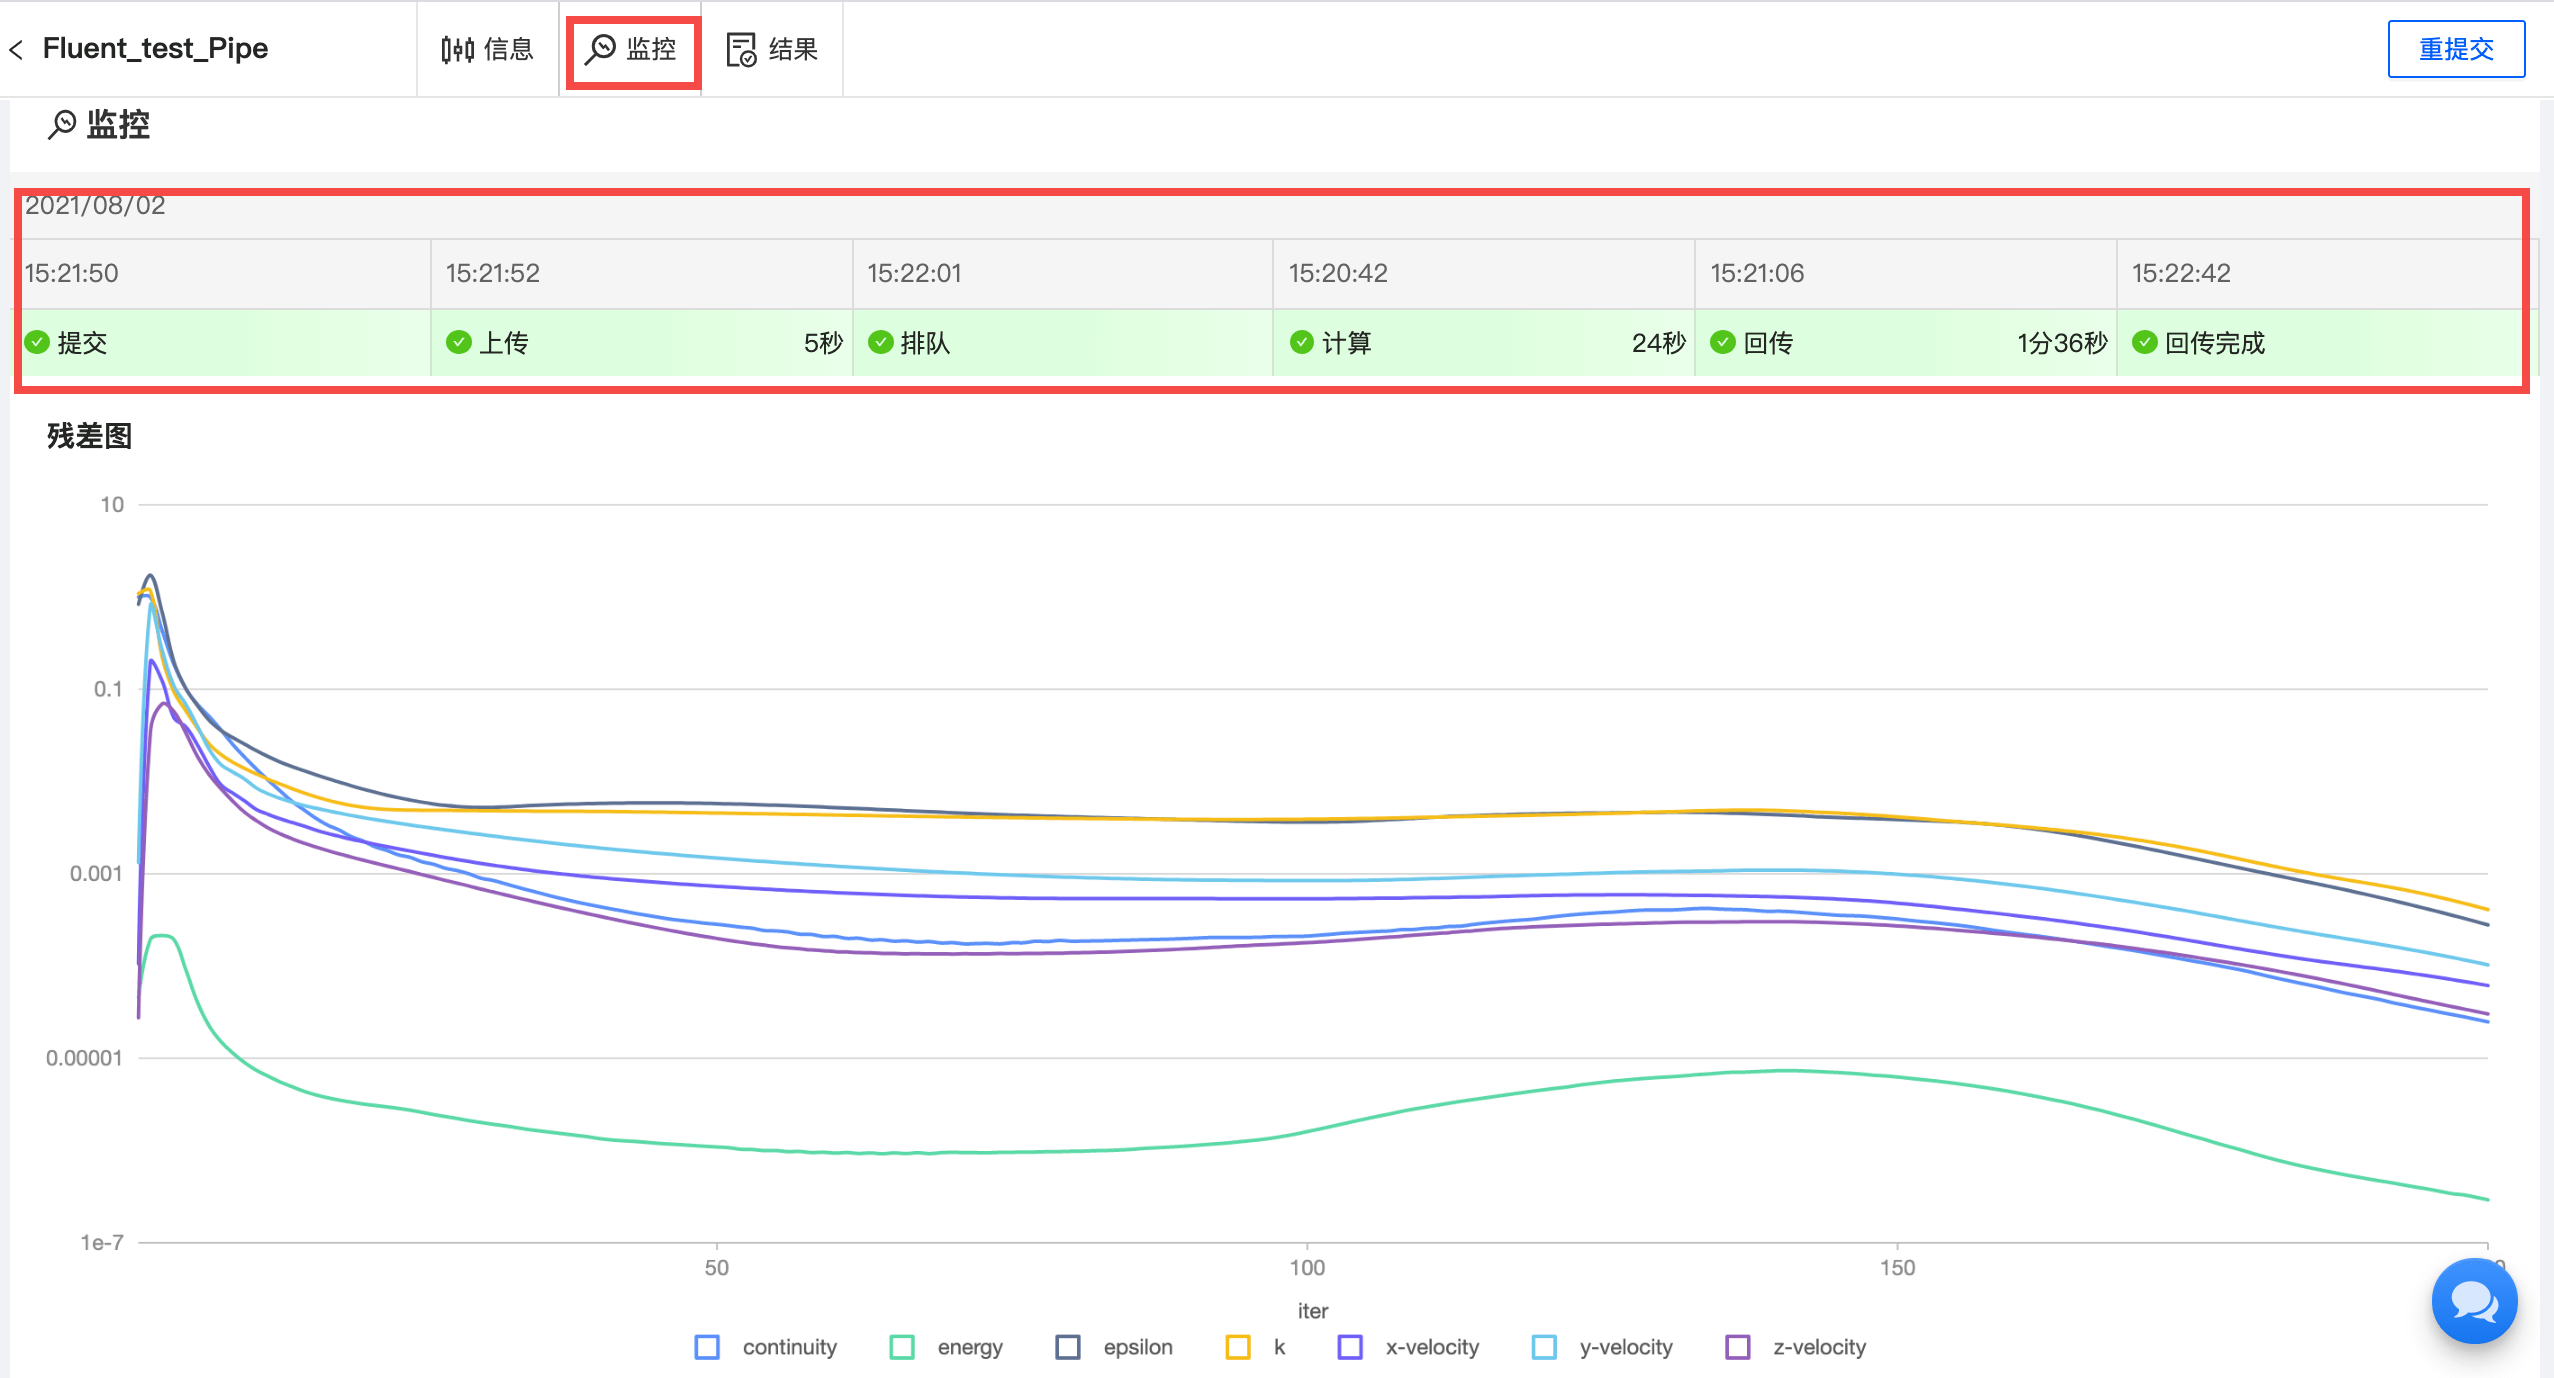 Fluent_test_Pipe 信息 监控 结果 重提交
监控
2021/08/02
15:21:50 15:21:52 15:22:01 15:20:42 15:21:06 15:22:42
提交 上传 5秒 排队 计算 24秒 回传 1分36秒 回传完成
残差图
10
0.1
0.001
0.00001
1e-7
50 100 150
iter
continuity energy epsilon k x-velocity y-velocity z-velocity